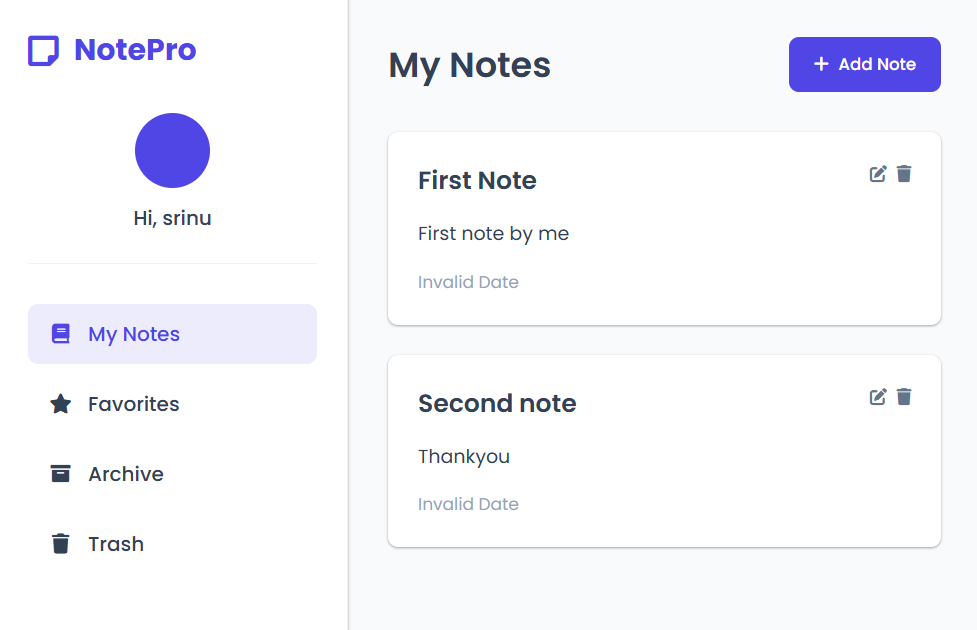 NotePro
Hi, srinu
My Notes
Favorites
Archive
Trash
My Notes
Add Note
First Note
First note by me
Invalid Date
Second note
Thankyou
Invalid Date